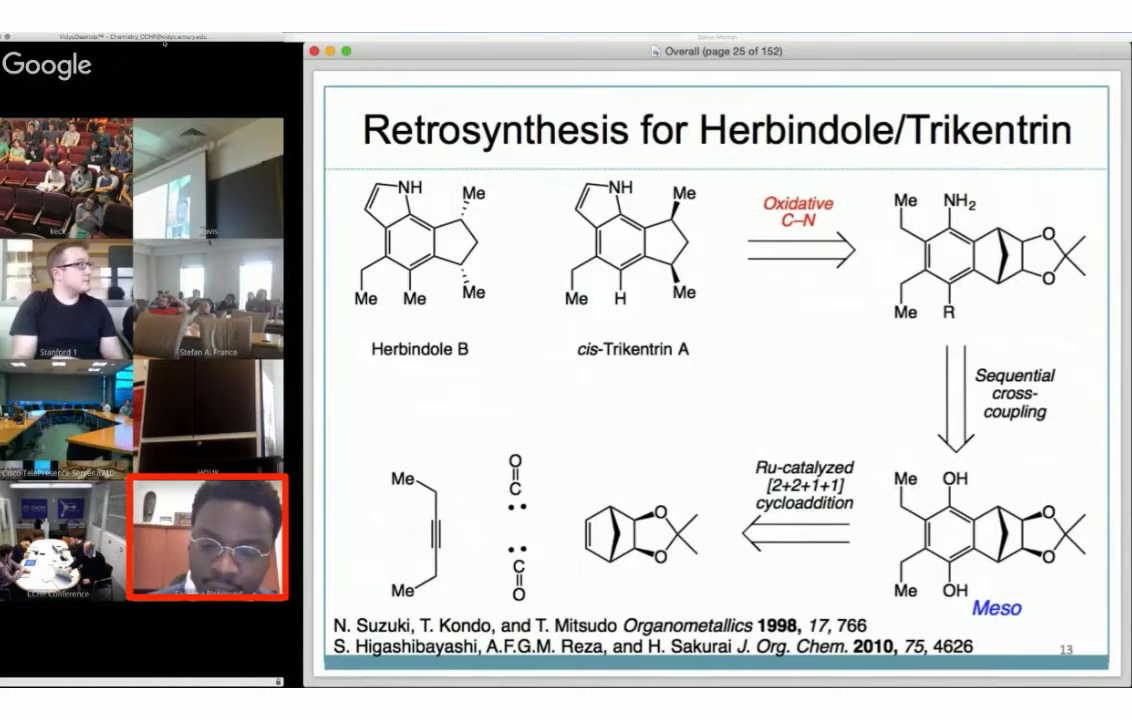 VidyoDesktop™ - Chemistry_CCHF@vidyo.emory.edu
Google
keck
Davis
Stanford 1
Stefan A. France
Cisco TelePresence Server 8710
HOUK
CCHF Conference
Overall (page 25 of 152)
Retrosynthesis for Herbindole/Trikentrin
NH
Me
Me
Me
Me
Herbindole B
NH
Me
Me
H
Me
cis-Trikentrin A
Oxidative
C–N
Me
NH2
O
O
Me
R
Sequential
cross-
coupling
Me
OH
O
O
Me
OH
Meso
Ru-catalyzed
[2+2+1+1]
cycloaddition
O
O
Me
Me
O
C
C
O
N. Suzuki, T. Kondo, and T. Mitsudo Organometallics 1998, 17, 766
S. Higashibayashi, A.F.G.M. Reza, and H. Sakurai J. Org. Chem. 2010, 75, 4626
13